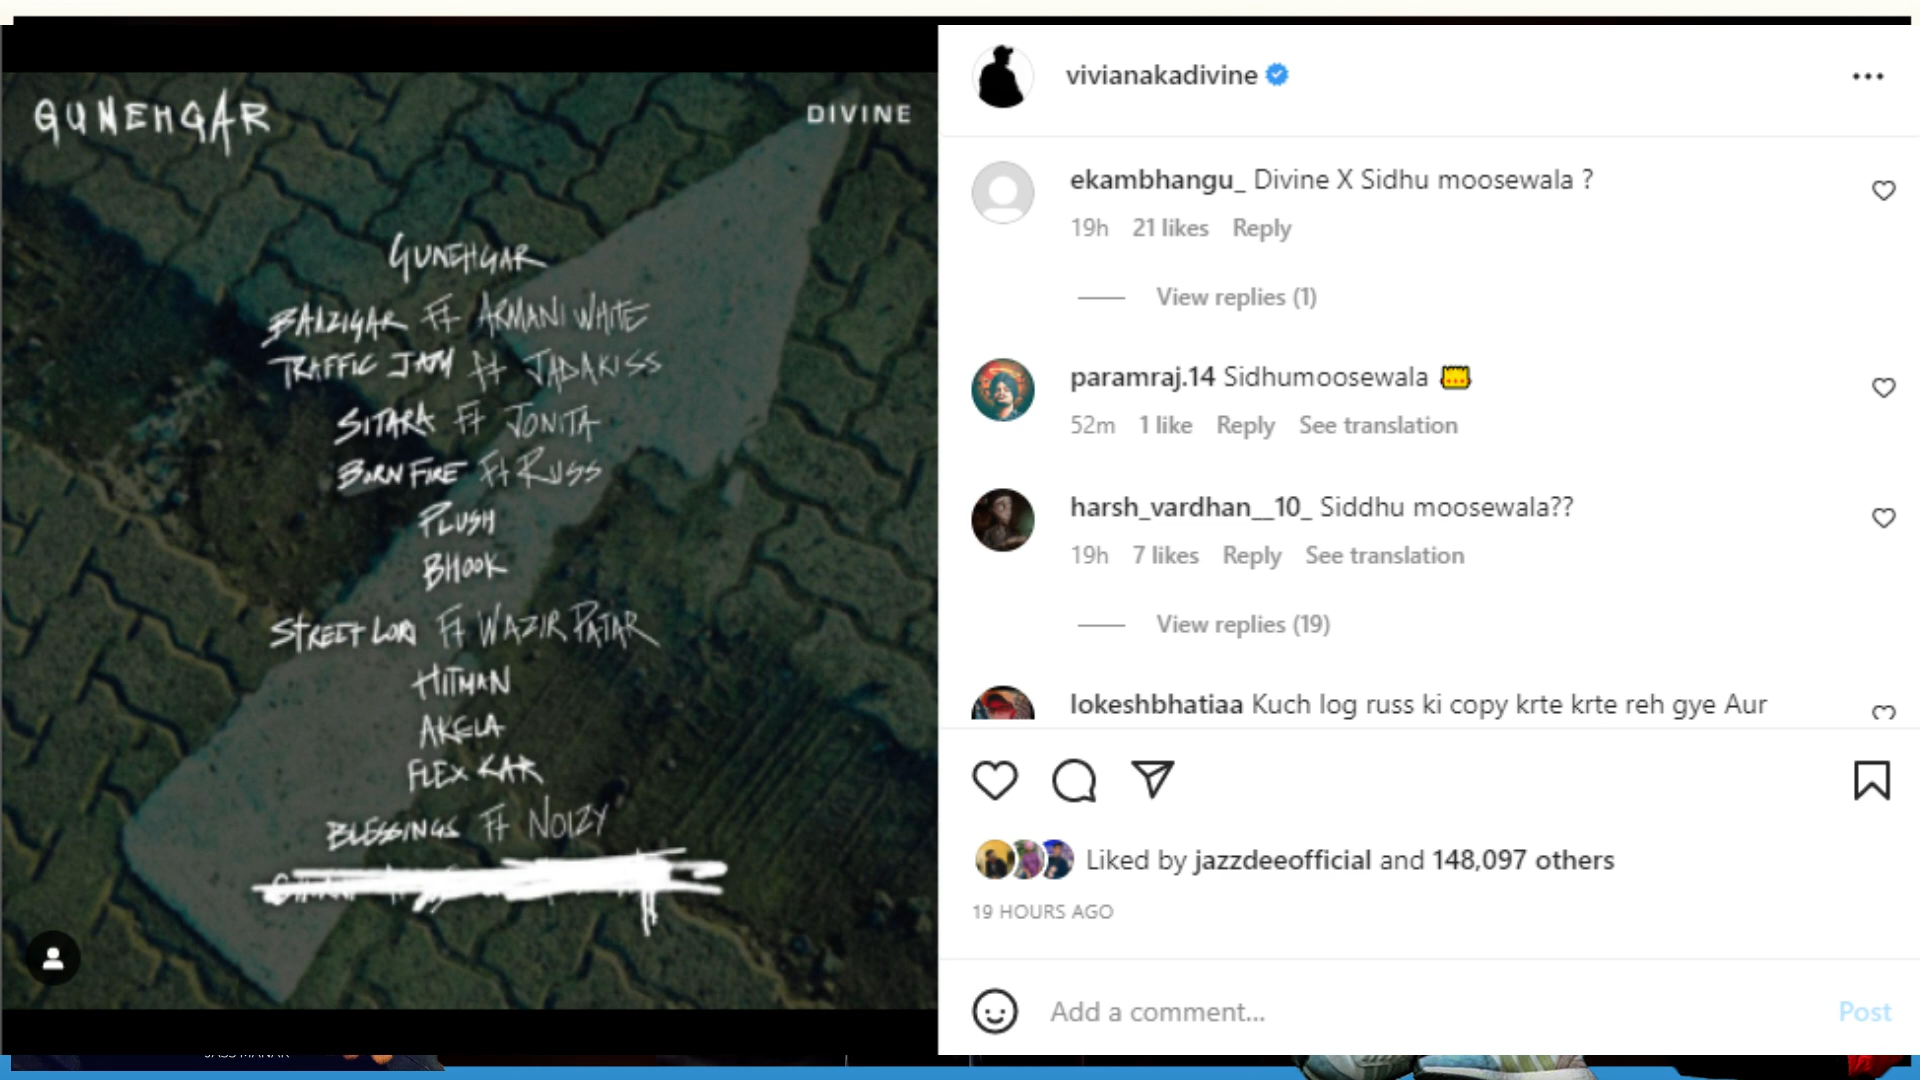 GUNEHGAR
DIVINE
GUNEHGAR
BAAZIGAR Ft ARMANI WHITE
TRAFFIC JAM ft JADAKISS
SITARA Ft JONITA
BORN FIRE Ft RUSS
PLUSH
BHOOK
STREET LORI Ft WAZIR PATAR
HITMAN
AKELA
FLEX KAR
BLESSINGS Ft NOIZY
vivianakadivine
ekambhangu_ Divine X Sidhu moosewala ?
19h 21 likes Reply
View replies (1)
paramraj.14 Sidhumoosewala
52m 1 like Reply See translation
harsh_vardhan__10_ Siddhu moosewala??
19h 7 likes Reply See translation
View replies (19)
lokeshbhatiaa Kuch log russ ki copy krte krte reh gye Aur
Liked by jazzdeeofficial and 148,097 others
19 HOURS AGO
Add a comment...
Post